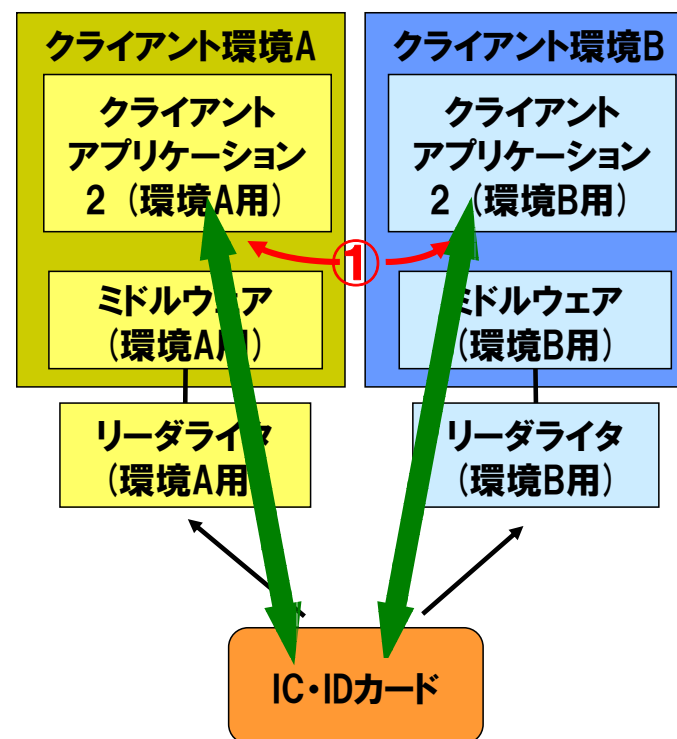 クライアント環境A
クライアント
アプリケーション
2（環境A用）
ミドルウェア
（環境A用）
リーダライタ
（環境A用
クライアント環境B
クライアント
アプリケーション
2（環境B用）
ミドルウェア
（環境B用）
リーダライタ
（環境B用）
①
IC・IDカード